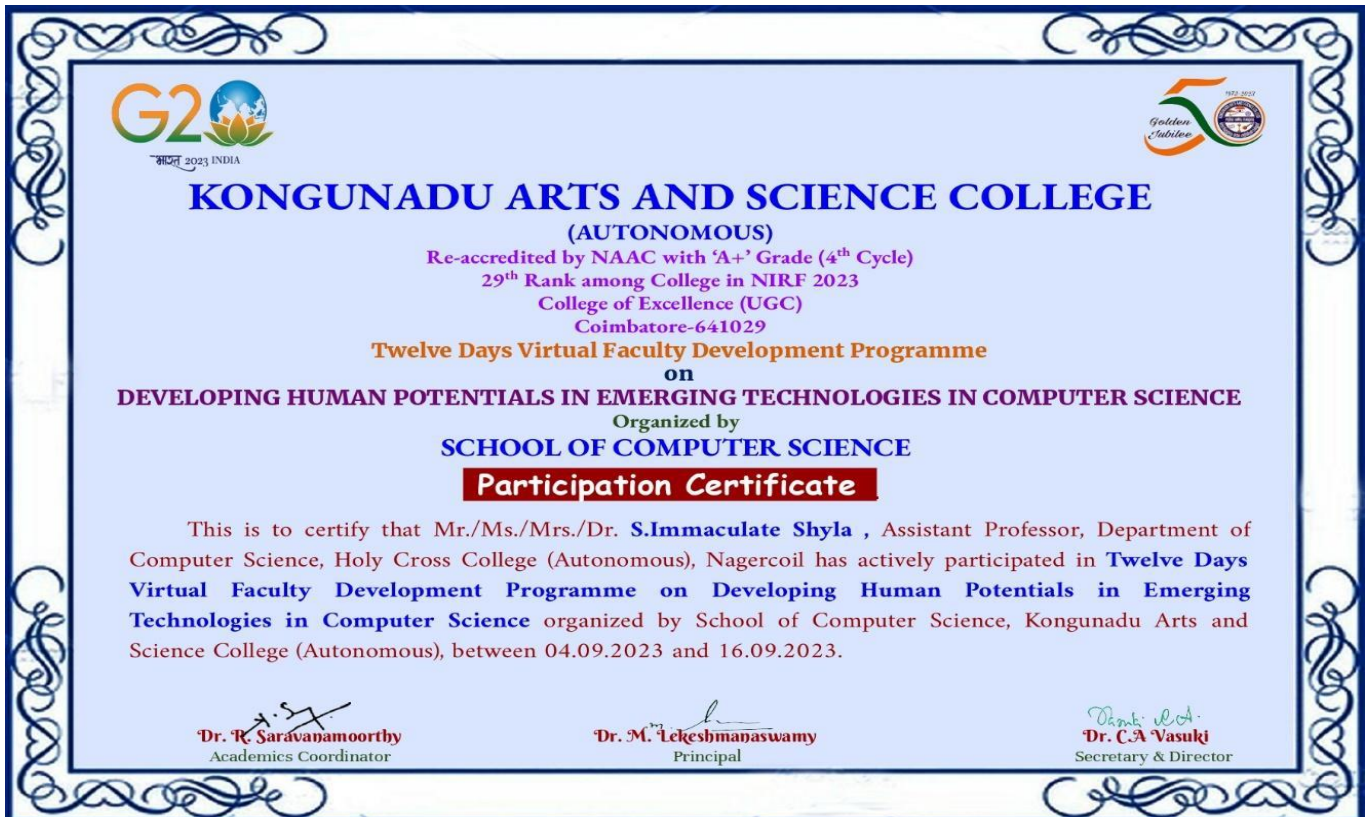 G20
भारत 2023 INDIA
1973-2023
Golden
Jubilee
KONGUNADU ARTS AND SCIENCE COLLEGE
(AUTONOMOUS)
Re-accredited by NAAC with ‘A+’ Grade (4th Cycle)
29th Rank among College in NIRF 2023
College of Excellence (UGC)
Coimbatore-641029
Twelve Days Virtual Faculty Development Programme
on
DEVELOPING HUMAN POTENTIALS IN EMERGING TECHNOLOGIES IN COMPUTER SCIENCE
Organized by
SCHOOL OF COMPUTER SCIENCE
Participation Certificate
This is to certify that Mr./Ms./Mrs./Dr. S.Immaculate Shyla , Assistant Professor, Department of
Computer Science, Holy Cross College (Autonomous), Nagercoil has actively participated in Twelve Days
Virtual Faculty Development Programme on Developing Human Potentials in Emerging
Technologies in Computer Science organized by School of Computer Science, Kongunadu Arts and
Science College (Autonomous), between 04.09.2023 and 16.09.2023.
Dr. R. Saravanamoorthy
Academics Coordinator
Dr. M. Lekeshmanaswamy
Principal
Dr. C.A Vasuki
Secretary & Director